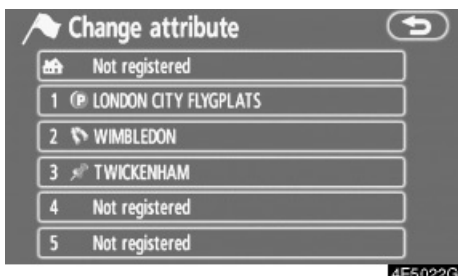 Change attribute
Not registered
1 P LONDON CITY FLYGPLATS
2 WIMBLEDON
3 TWICKENHAM
4 Not registered
5 Not registered
4E5022G